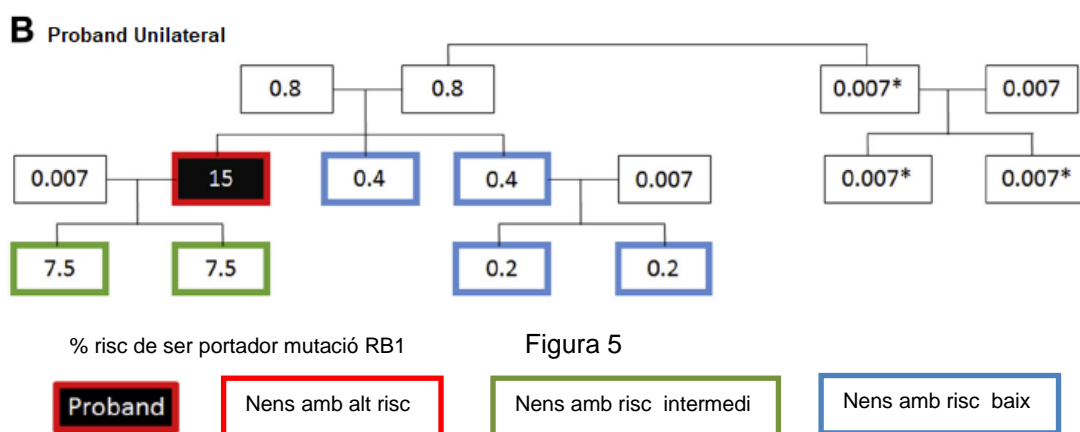 B Proband Unilateral
0.8 0.8 0.007* 0.007
0.007 15 0.4 0.4 0.007 0.007* 0.007*
7.5 7.5 0.2 0.2
% risc de ser portador mutació RB1 Figura 5
Proband Nens amb alt risc Nens amb risc intermedi Nens amb risc baix